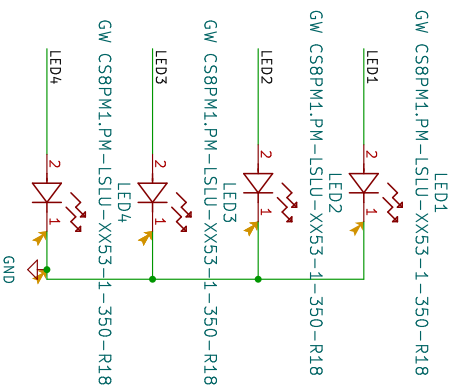 LED1
GW CS8PM1.PM-LSLU-XX53-1-350-R18
LED1
2
1
LED2
GW CS8PM1.PM-LSLU-XX53-1-350-R18
LED2
2
1
LED3
GW CS8PM1.PM-LSLU-XX53-1-350-R18
LED3
2
1
LED4
GW CS8PM1.PM-LSLU-XX53-1-350-R18
LED4
2
1
GND